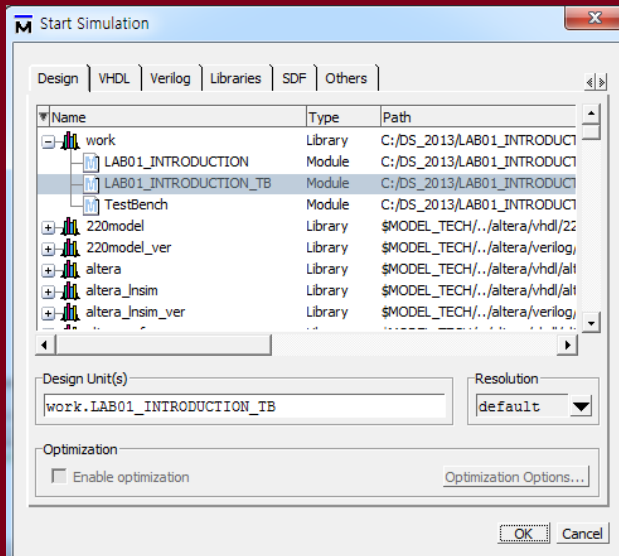 Start Simulation
Design VHDL Verilog Libraries SDF Others
Name Type Path
work Library C:/DS_2013/LAB01_INTRODUCT
LAB01_INTRODUCTION Module C:/DS_2013/LAB01_INTRODUCT
LAB01_INTRODUCTION_TB Module C:/DS_2013/LAB01_INTRODUCT
TestBench Module C:/DS_2013/LAB01_INTRODUCT
220model Library $MODEL_TECH/../altera/vhdl/22
220model_ver Library $MODEL_TECH/../altera/verilog/
altera Library $MODEL_TECH/../altera/vhdl/alt
altera_lnsim Library $MODEL_TECH/../altera/vhdl/alt
altera_lnsim_ver Library $MODEL_TECH/../altera/verilog/
Design Unit(s) Resolution
work.LAB01_INTRODUCTION_TB default
Optimization
Enable optimization Optimization Options...
OK Cancel